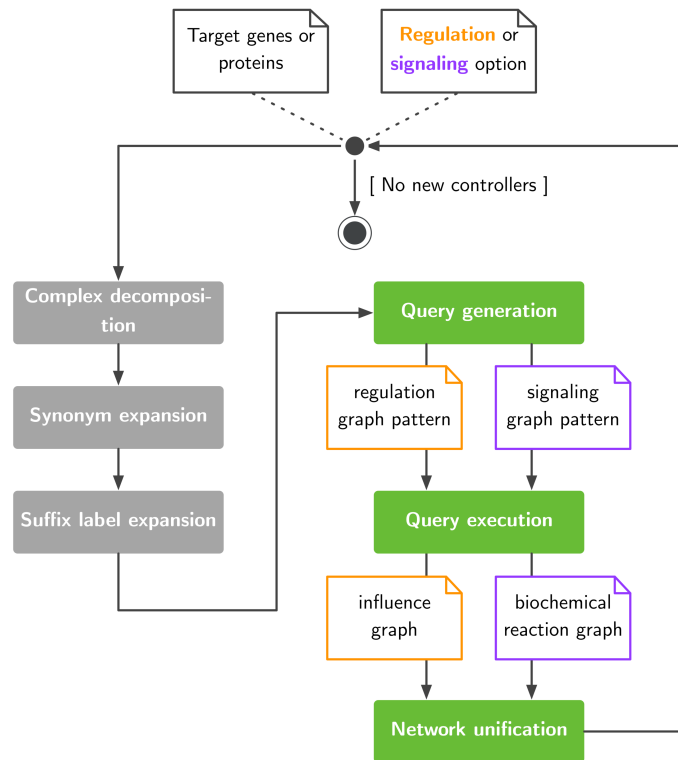 Target genes or
proteins
Regulation or
signaling option
[ No new controllers ]
Complex decomposi-
tion
Synonym expansion
Suffix label expansion
Query generation
regulation
graph pattern
signaling
graph pattern
Query execution
influence
graph
biochemical
reaction graph
Network unification